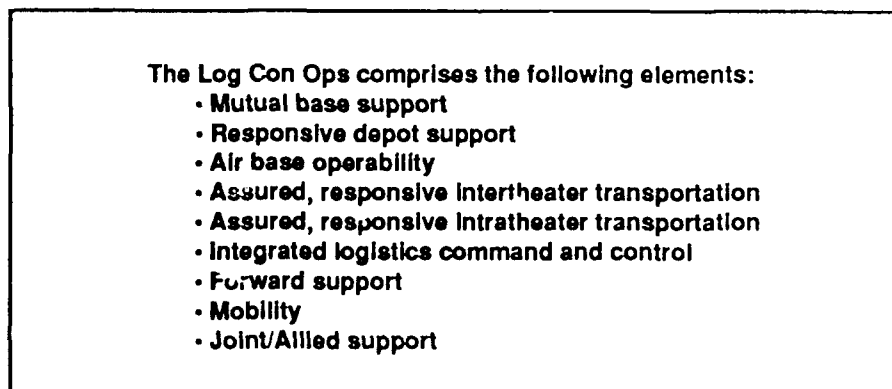 The Log Con Ops comprises the following elements:
• Mutual base support
• Responsive depot support
• Air base operability
• Assured, responsive intertheater transportation
• Assured, responsive intratheater transportation
• Integrated logistics command and control
• Forward support
• Mobility
• Joint/Allied support